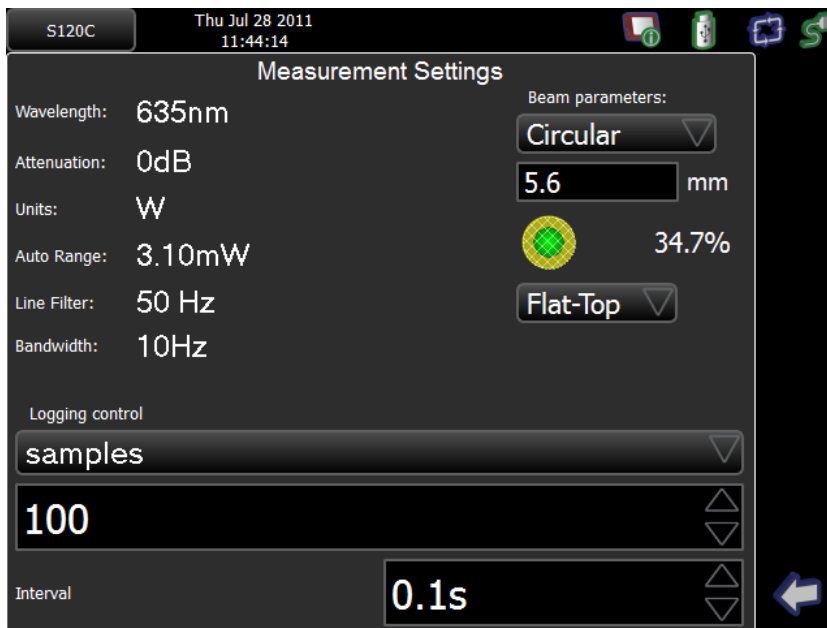 S120C
Thu Jul 28 2011
11:44:14
Measurement Settings
Wavelength: 635nm
Attenuation: 0dB
Units: W
Auto Range: 3.10mW
Line Filter: 50 Hz
Bandwidth: 10Hz
Beam parameters:
Circular
5.6 mm
34.7%
Flat-Top
Logging control
samples
100
Interval 0.1s